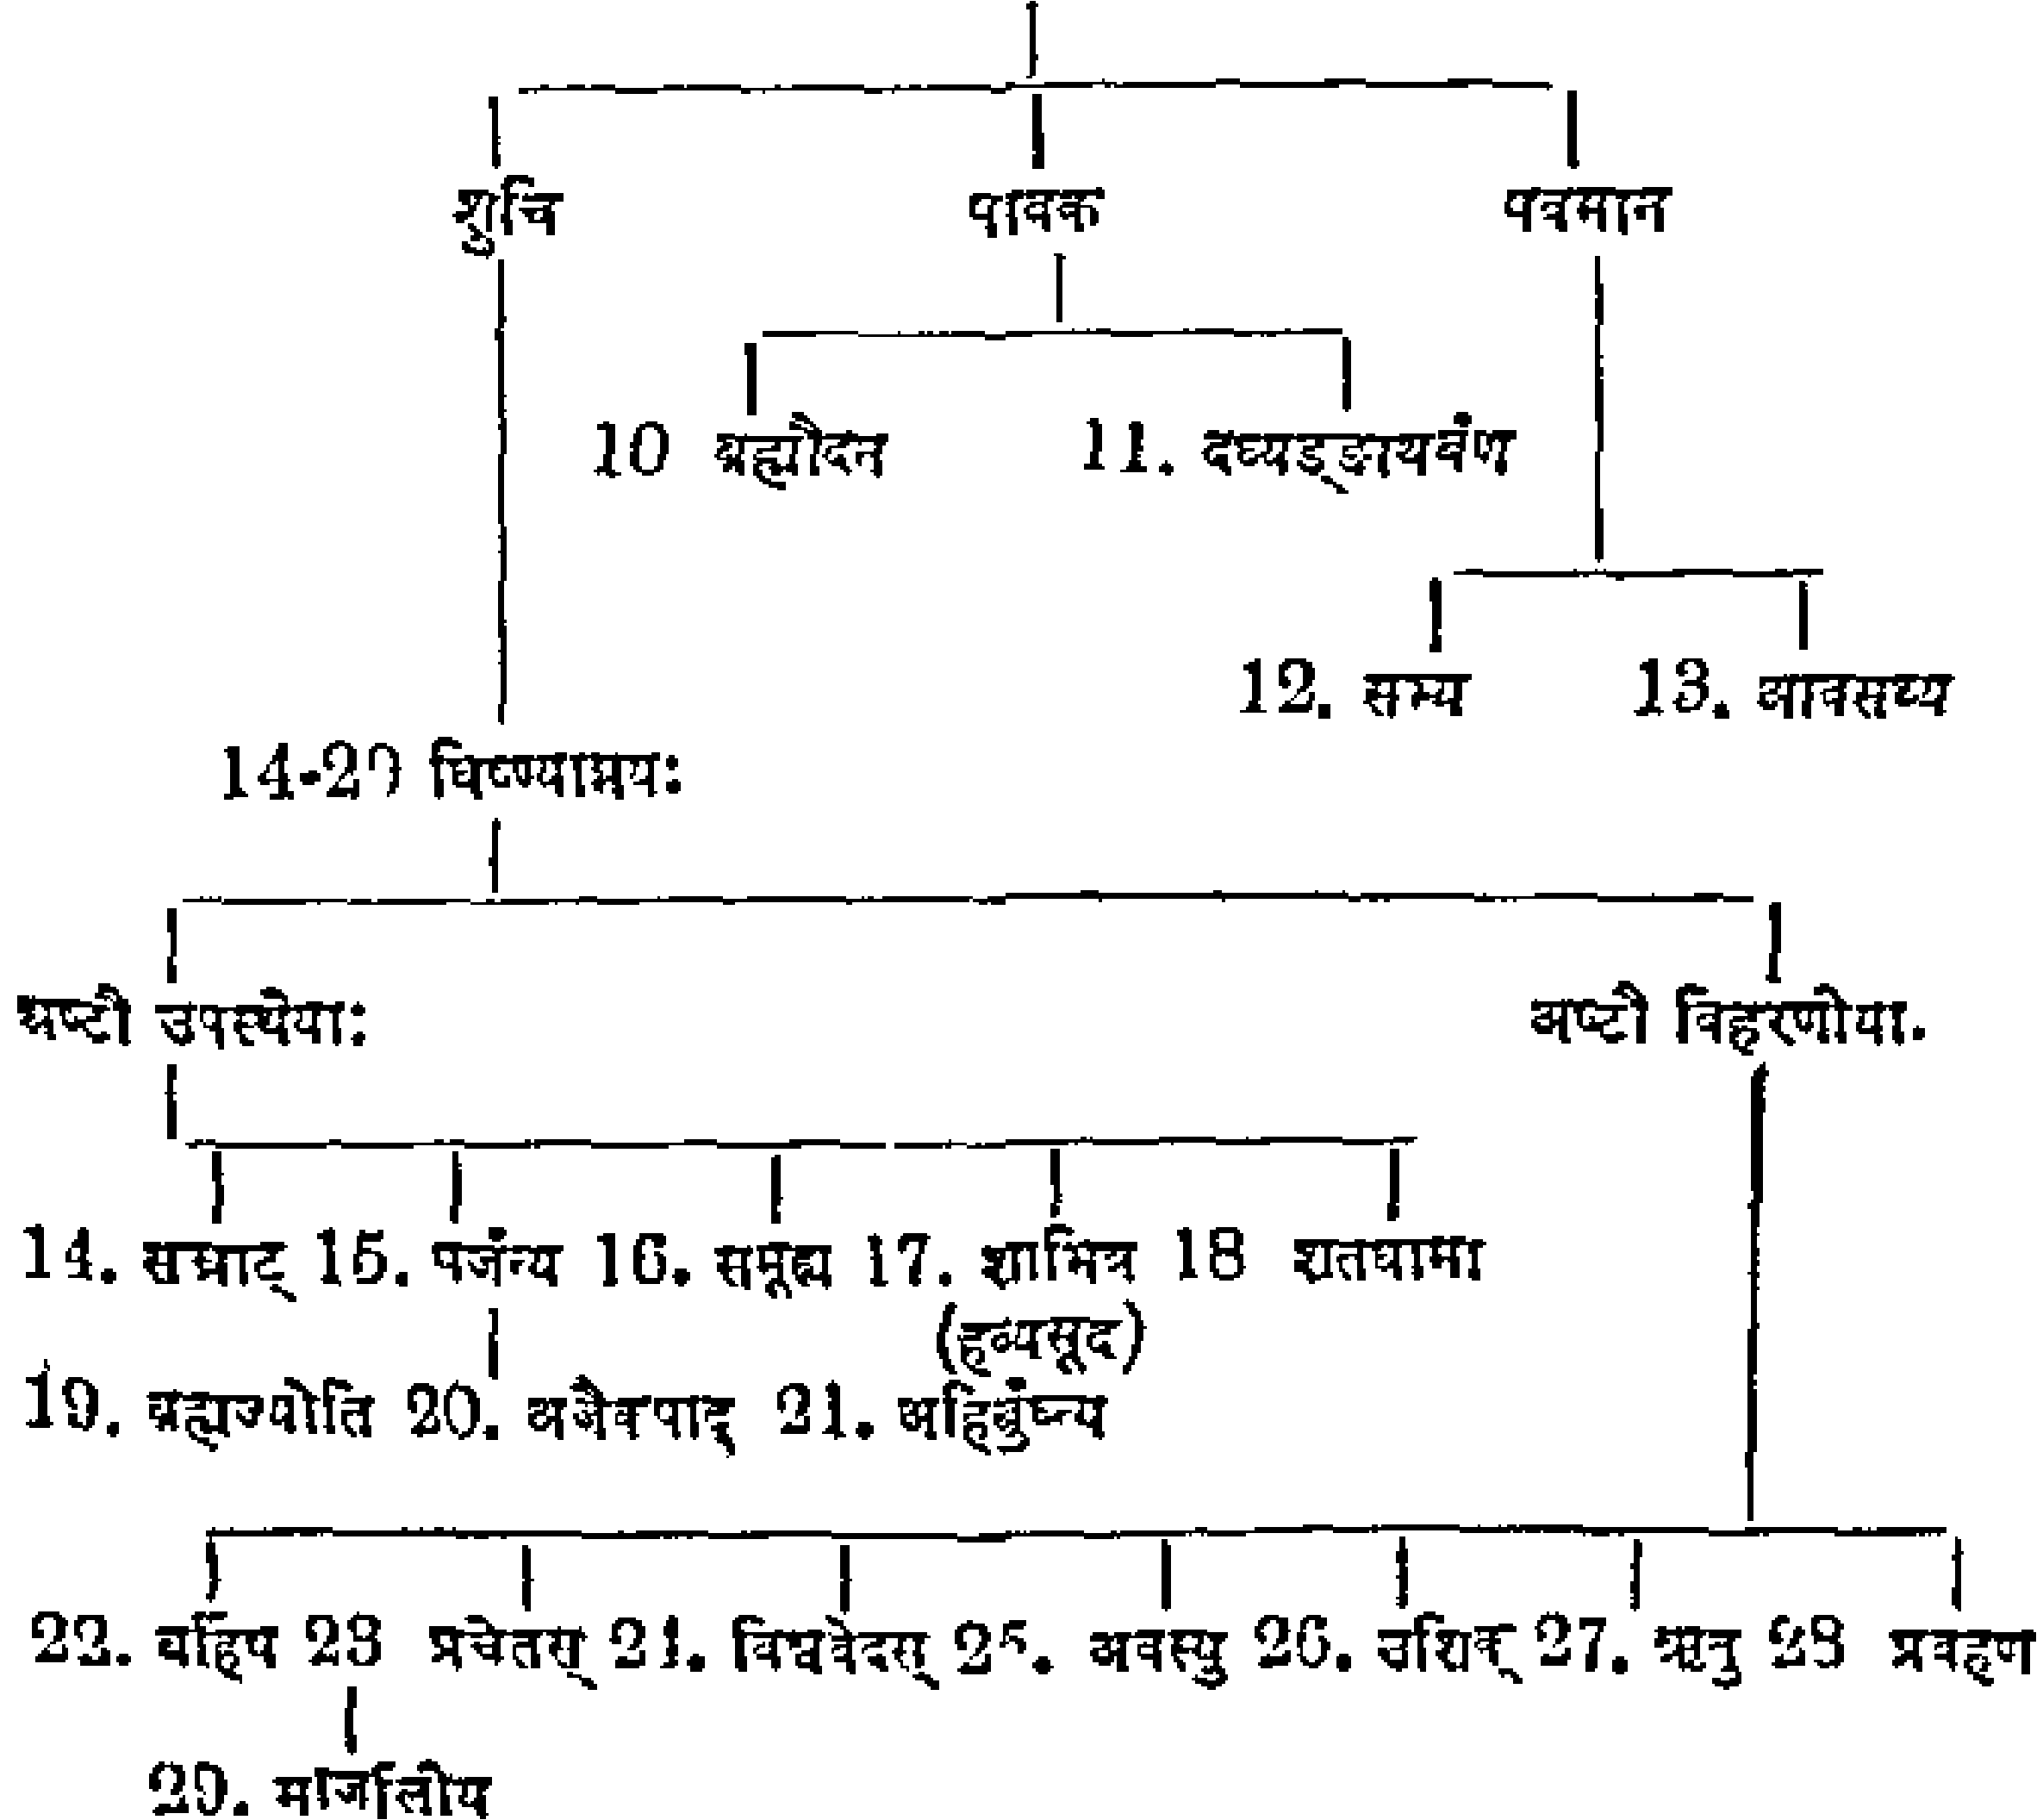 शुचि पावक पवमान
10 ब्रह्मौदन 11. दध्यङ्ङाथर्वण
12. सभ्य 13. आवसथ्य
14-29 धिष्ण्याग्नयः
अष्टौ उपस्थेयाः अष्टौ विहरणीया.
14. सम्राट् 15. पर्जन्य 16. समूह्य 17. शामित्र 18 शतधामा
(हव्यसूद)
19. ब्रह्मज्योति 20. अजैकपाद् 21. अहिर्बुध्न्य
22. बर्हिष 23 प्रचेतस् 24. विश्ववेदस् 25. अवस्यु 26. उशिक् 27. ऋतु 28 प्रवहण
29. मार्जालीय